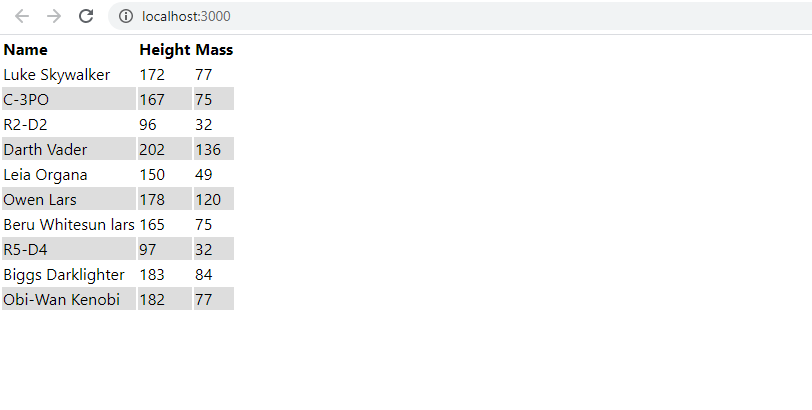 localhost:3000
Name Height Mass
Luke Skywalker 172 77
C-3PO 167 75
R2-D2 96 32
Darth Vader 202 136
Leia Organa 150 49
Owen Lars 178 120
Beru Whitesun lars 165 75
R5-D4 97 32
Biggs Darklighter 183 84
Obi-Wan Kenobi 182 77